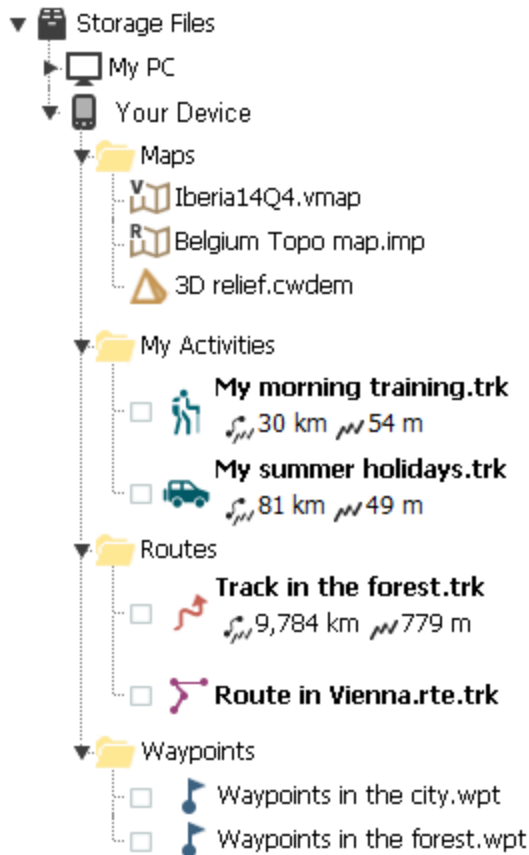 Storage Files
My PC
Your Device
Maps
V
Iberia14Q4.vmap
R
Belgium Topo map.imp
3D relief.cwdem
My Activities
My morning training.trk
30 km 54 m
My summer holidays.trk
81 km 49 m
Routes
Track in the forest.trk
9,784 km 779 m
Route in Vienna.rte.trk
Waypoints
Waypoints in the city.wpt
Waypoints in the forest.wpt